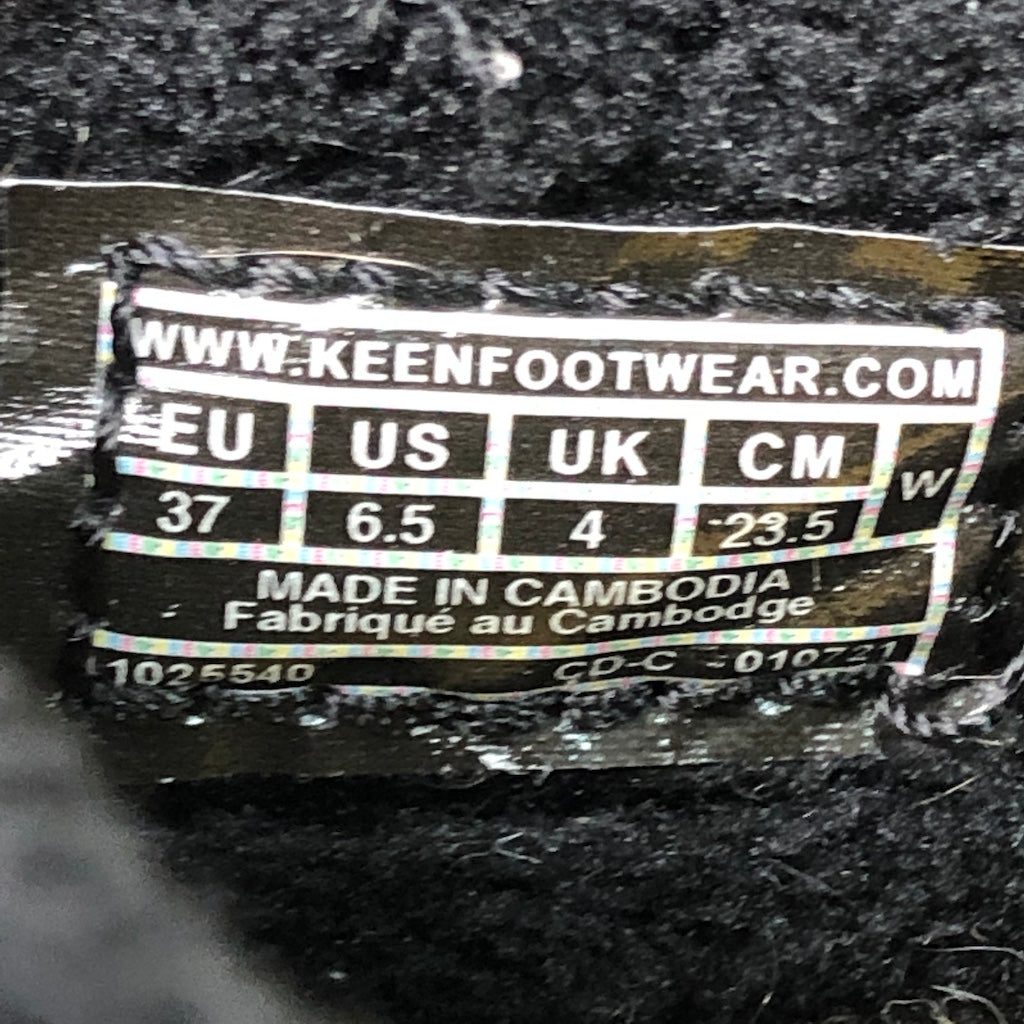 WWW.KEENFOOTWEAR.COM
EU US UK CM W
37 6.5 4 23.5
MADE IN CAMBODIA
Fabriqué au Cambodge
1025540 CD-C - 010721